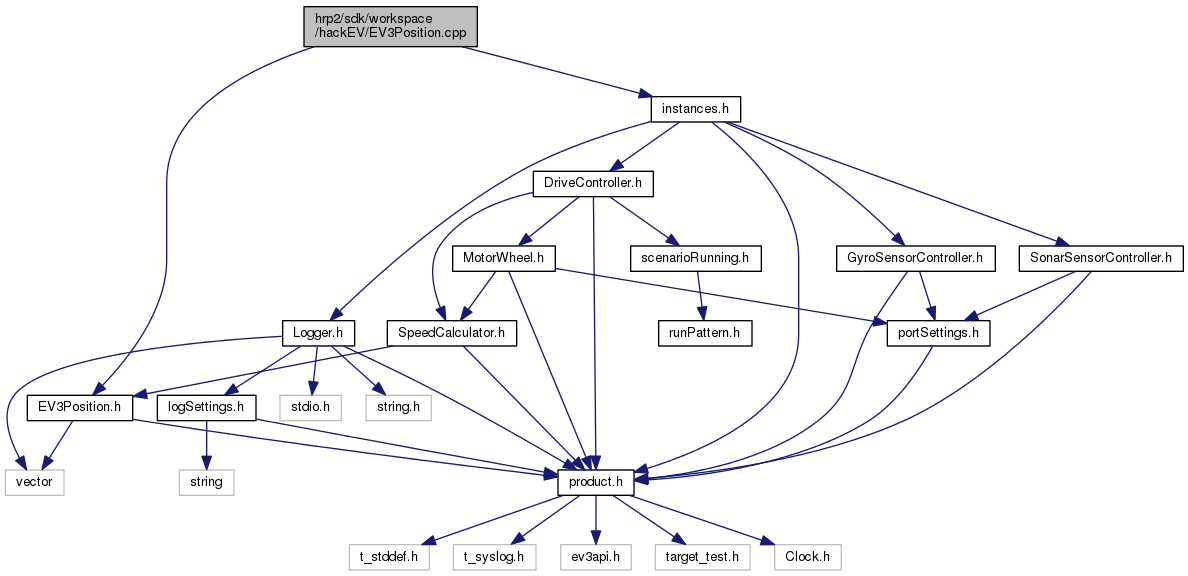 hrp2/sdk/workspace
/hackEV/EV3Position.cpp
instances.h
DriveController.h
MotorWheel.h
scenarioRunning.h
GyroSensorController.h
SonarSensorController.h
Logger.h
SpeedCalculator.h
runPattern.h
portSettings.h
EV3Position.h
logSettings.h
stdio.h
string.h
vector
string
product.h
t_stddef.h
t_syslog.h
ev3api.h
target_test.h
Clock.h